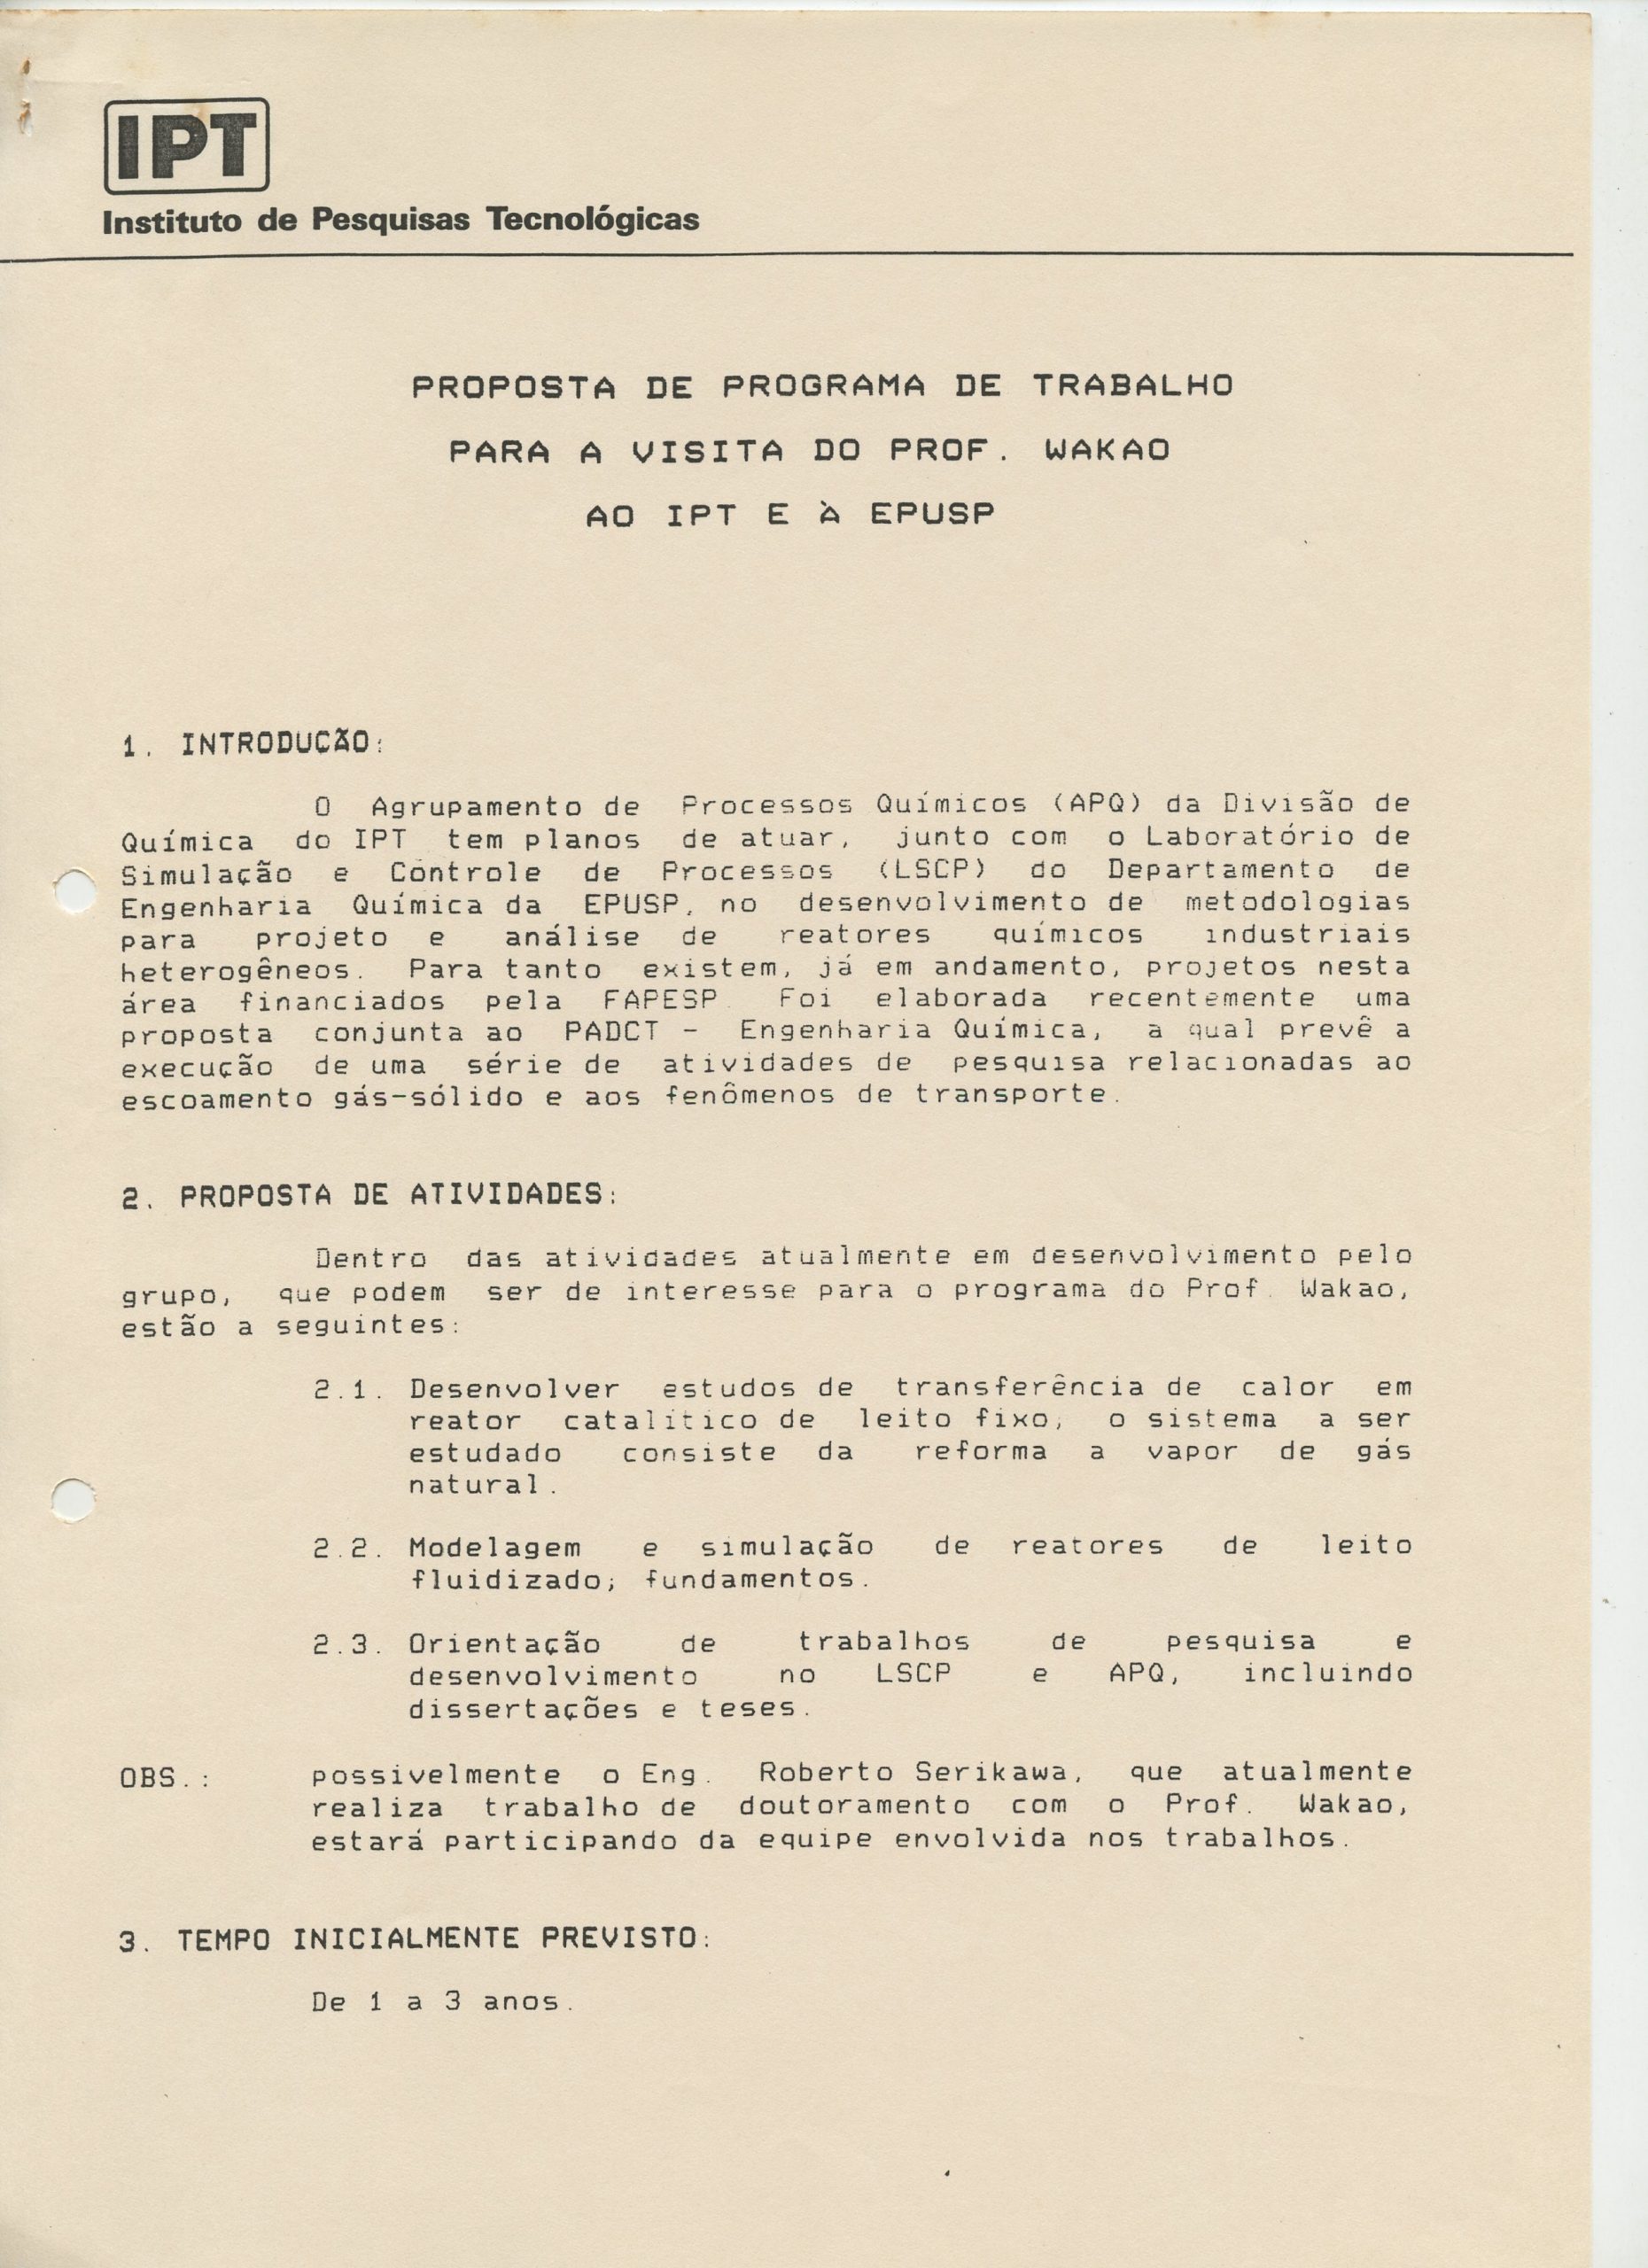 IPT
Instituto de Pesquisas Tecnológicas
PROPOSTA DE PROGRAMA DE TRABALHO
PARA A VISITA DO PROF. WAKAO
AO IPT E À EPUSP
1. INTRODUÇÃO:
O Agrupamento de Processos Químicos (APQ) da Divisão de
Química do IPT tem planos de atuar, junto com o Laboratório de
Simulação e Controle de Processos (LSCP) do Departamento de
Engenharia Química da EPUSP, no desenvolvimento de metodologias
para projeto e análise de reatores químicos industriais
heterogêneos. Para tanto existem, já em andamento, projetos nesta
área financiados pela FAPESP. Foi elaborada recentemente uma
proposta conjunta ao PADCT - Engenharia Química, a qual prevê a
execução de uma série de atividades de pesquisa relacionadas ao
escoamento gás-sólido e aos fenômenos de transporte.
2. PROPOSTA DE ATIVIDADES:
Dentro das atividades atualmente em desenvolvimento pelo
grupo, que podem ser de interesse para o programa do Prof. Wakao,
estão a seguintes:
2.1. Desenvolver estudos de transferência de calor em
reator catalítico de leito fixo; o sistema a ser
estudado consiste da reforma a vapor de gás
natural.
2.2. Modelagem e simulação de reatores de leito
fluidizado; fundamentos.
2.3. Orientação de trabalhos de pesquisa e
desenvolvimento no LSCP e APQ, incluindo
dissertações e teses.
OBS.: possivelmente o Eng. Roberto Serikawa, que atualmente
realiza trabalho de doutoramento com o Prof. Wakao,
estará participando da equipe envolvida nos trabalhos.
3. TEMPO INICIALMENTE PREVISTO:
De 1 a 3 anos.